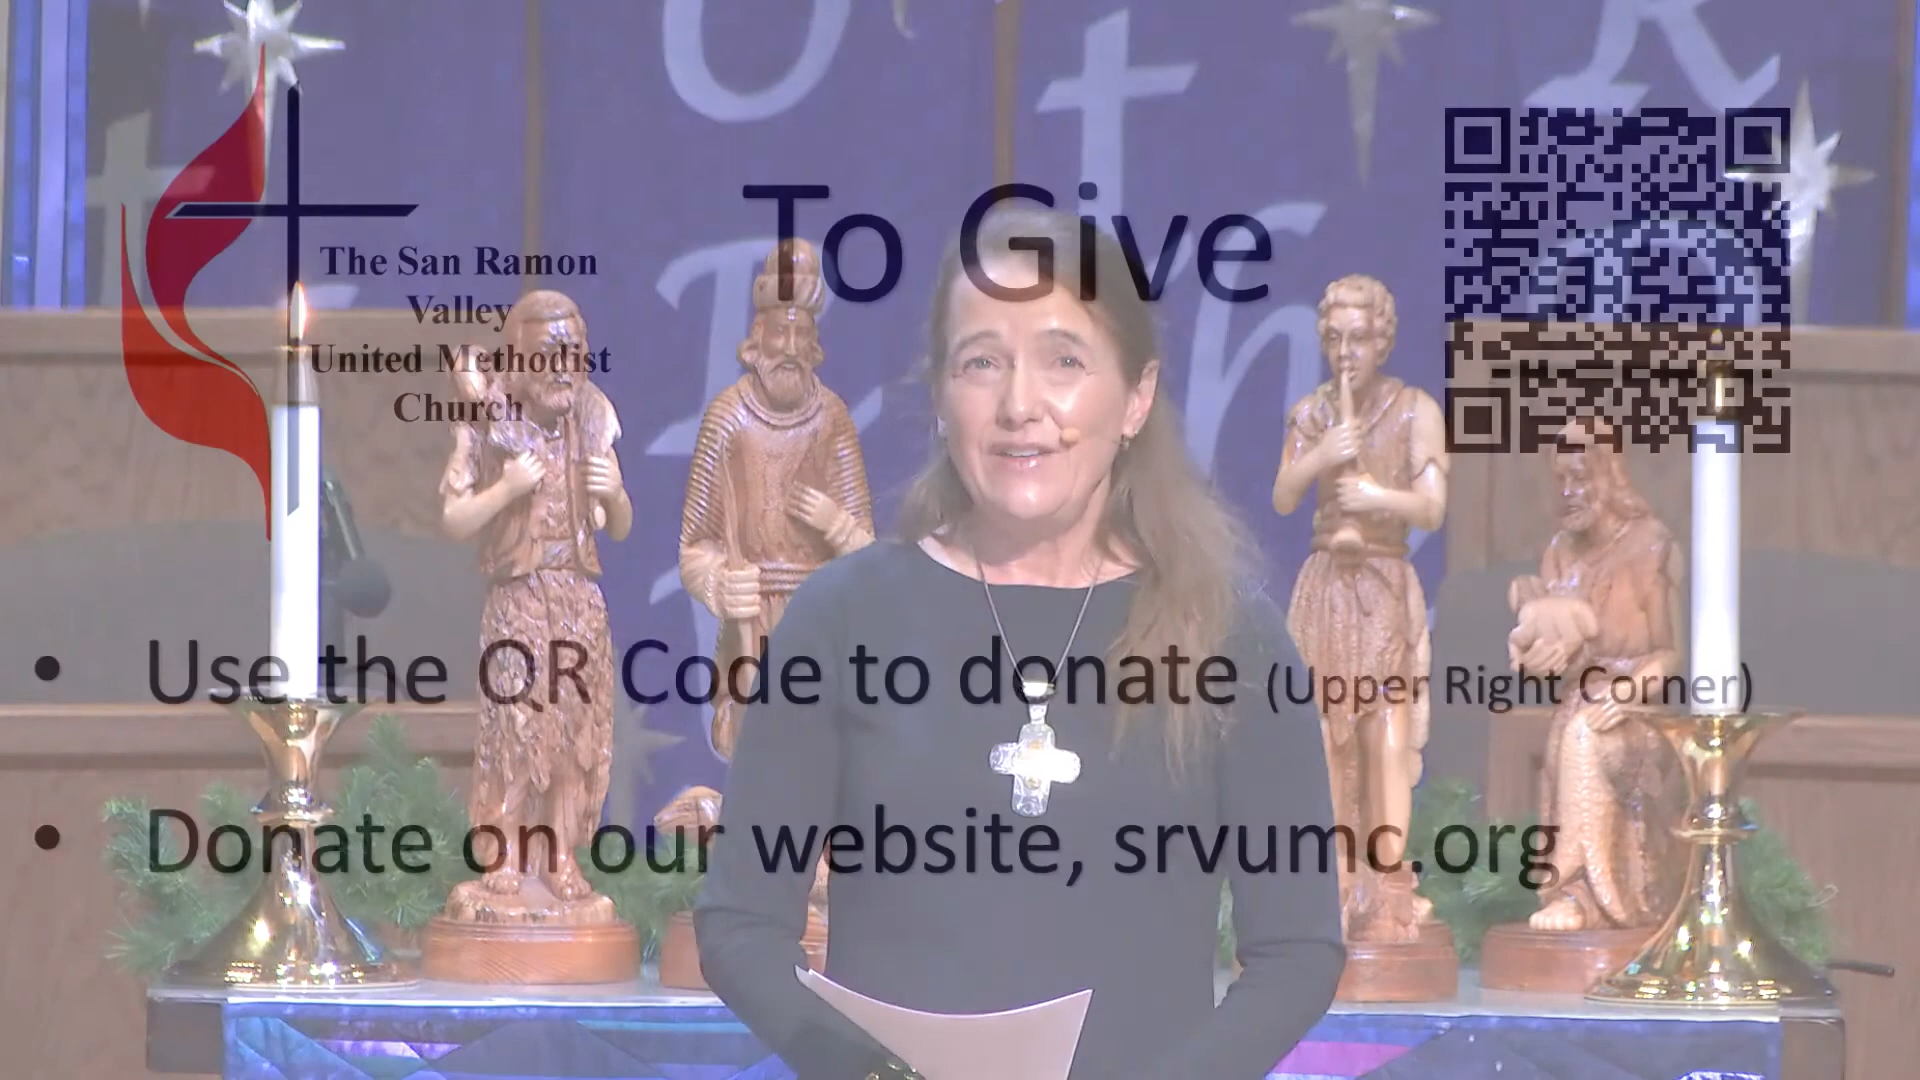 The San Ramon
Valley
United Methodist
Church
To Give
• Use the QR Code to donate (Upper Right Corner)
• Donate on our website, srvumc.org